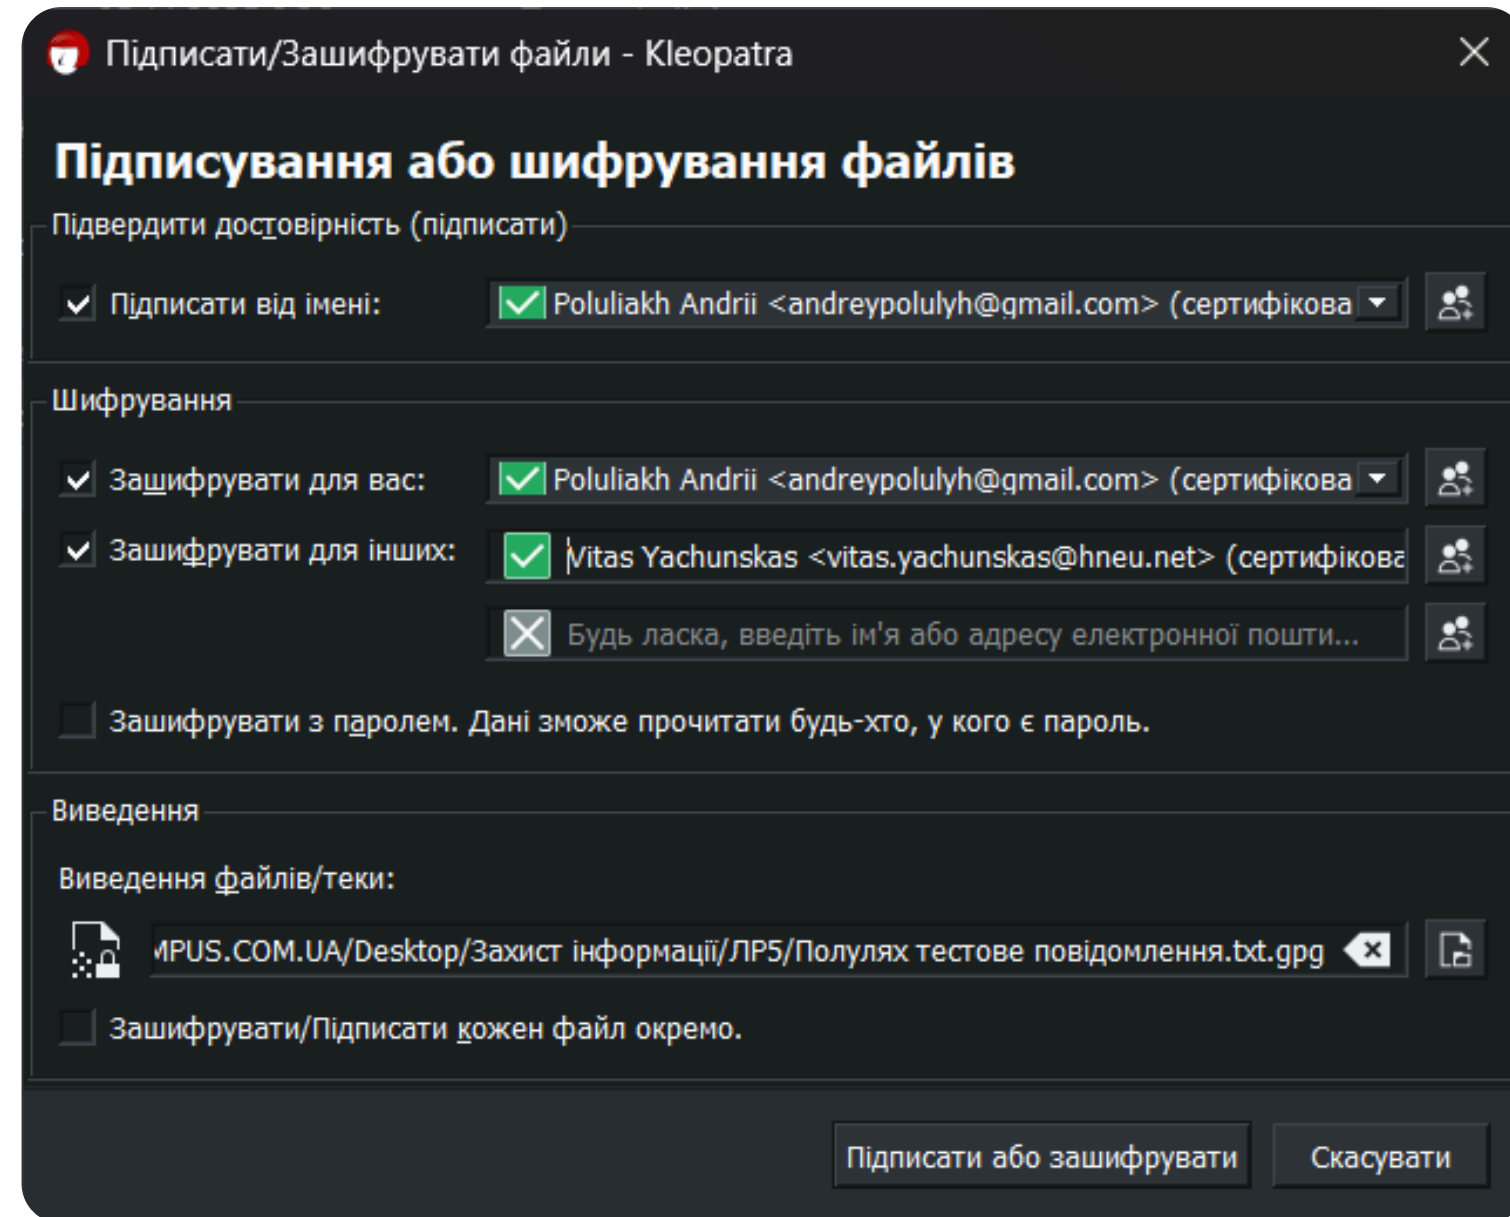 Підписати/Зашифрувати файли - Kleopatra
Підписування або шифрування файлів
Підвердити достовірність (підписати)
Підписати від імені:
Poluliakh Andrii <andreypolulyh@gmail.com> (сертифікова
Шифрування
Зашифрувати для вас:
Poluliakh Andrii <andreypolulyh@gmail.com> (сертифікова
Зашифрувати для інших:
Vitas Yachunskas <vitas.yachunskas@hneu.net> (сертифікова
Будь ласка, введіть ім'я або адресу електронної пошти...
Зашифрувати з паролем. Дані зможе прочитати будь-хто, у кого є пароль.
Виведення
Виведення файлів/теки:
MPUS.COM.UA/Desktop/Захист інформації/ЛР5/Полулях тестове повідомлення.txt.gpg
Зашифрувати/Підписати кожен файл окремо.
Підписати або зашифрувати
Скасувати